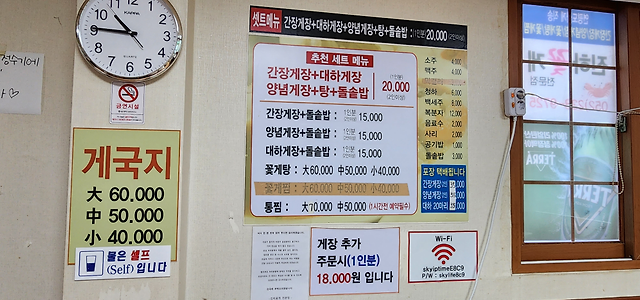 정수기에
금연시설
게국지
大 60.000
中 50.000
小 40.000
물은 셀프
(Self) 입니다
세트메뉴 간장게장+대하게장+양념게장+탕+돌솥밥 : (1인분) 20,000 (2인이상)
추천 세트 메뉴
간장게장+대하게장
양념게장+탕+돌솥밥
(1인분)
20,000
(2인이상)
간장게장+돌솥밥 : 1인분 15,000
양념게장+돌솥밥 : 1인분 15,000
대하게장+돌솥밥 : 1인분 15,000
꽃게탕 : 大60,000 中50,000 小40,000
꽃게찜 : 大60,000 中50,000 小40,000
통찜 : 大70,000 中50,000 (1시간전 예약필수)
소주 4,000
맥주 4,000
청하 6,000
백세주 8,000
복분자 12,000
음료수 2,000
사리 2,000
공기밥 1,000
돌솥밥 3,000
포장 택배됩니다
간장게장
양념게장
대하 20마리
게장 추가
주문시(1인분)
18,000원 입니다
Wi-Fi
skyiptimeE8C9
P/W : skylife8c9
TERRA